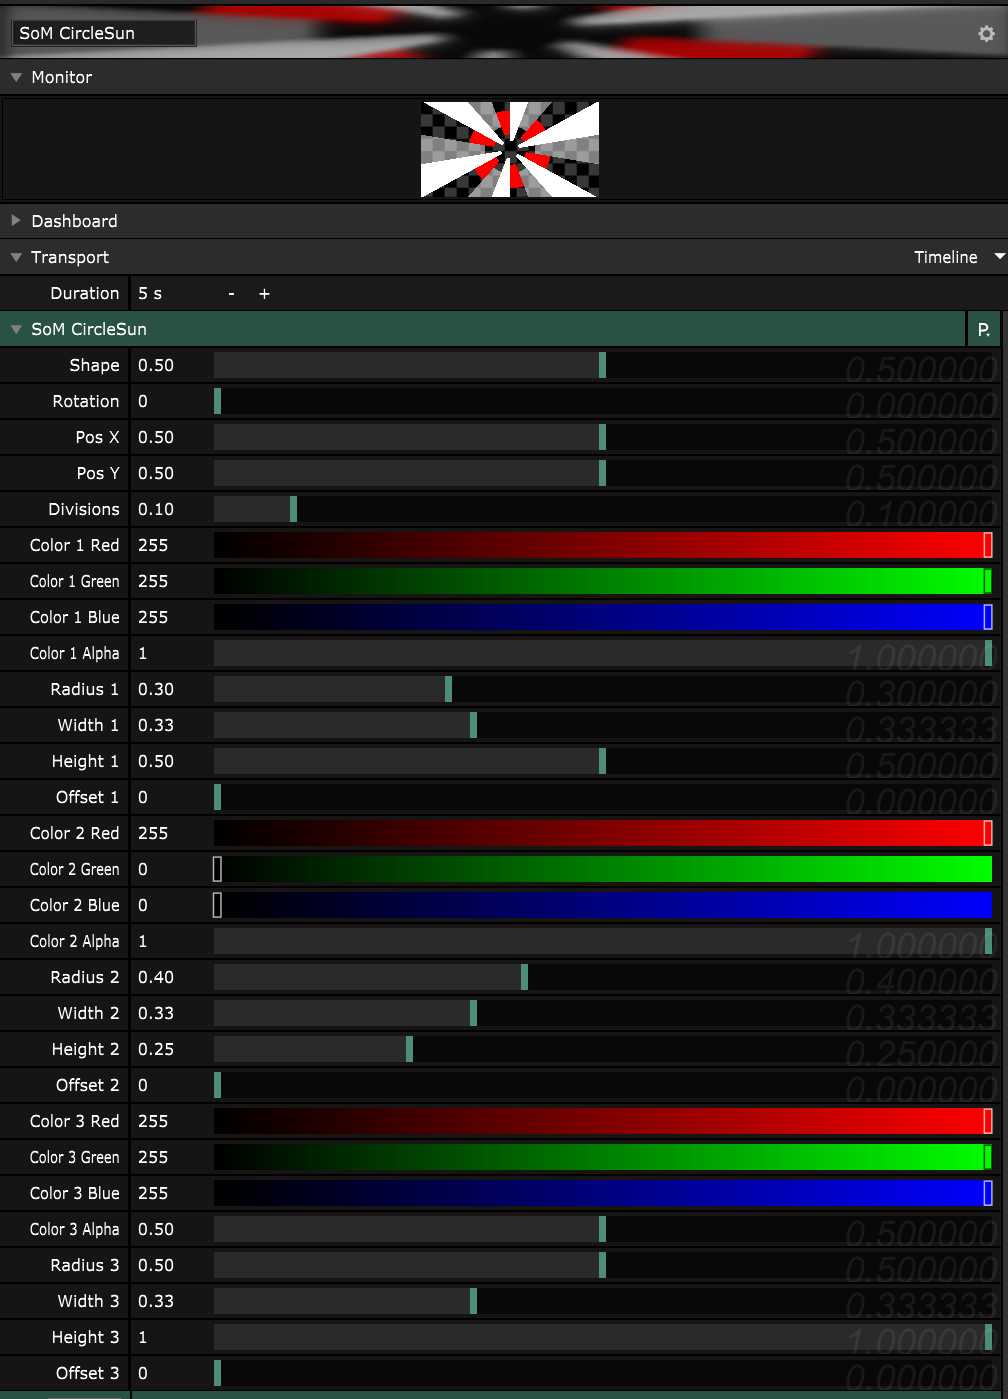 SoM CircleSun
Monitor
Dashboard
Transport Timeline
Duration 5 s - +
SoM CircleSun P.
Shape 0.50 0.500000
Rotation 0 0.000000
Pos X 0.50 0.500000
Pos Y 0.50 0.500000
Divisions 0.10 0.100000
Color 1 Red 255
Color 1 Green 255
Color 1 Blue 255
Color 1 Alpha 1 1.000000
Radius 1 0.30 0.300000
Width 1 0.33 0.333333
Height 1 0.50 0.500000
Offset 1 0 0.000000
Color 2 Red 255
Color 2 Green 0
Color 2 Blue 0
Color 2 Alpha 1 1.000000
Radius 2 0.40 0.400000
Width 2 0.33 0.333333
Height 2 0.25 0.250000
Offset 2 0 0.000000
Color 3 Red 255
Color 3 Green 255
Color 3 Blue 255
Color 3 Alpha 0.50 0.500000
Radius 3 0.50 0.500000
Width 3 0.33 0.333333
Height 3 1 1.000000
Offset 3 0 0.000000